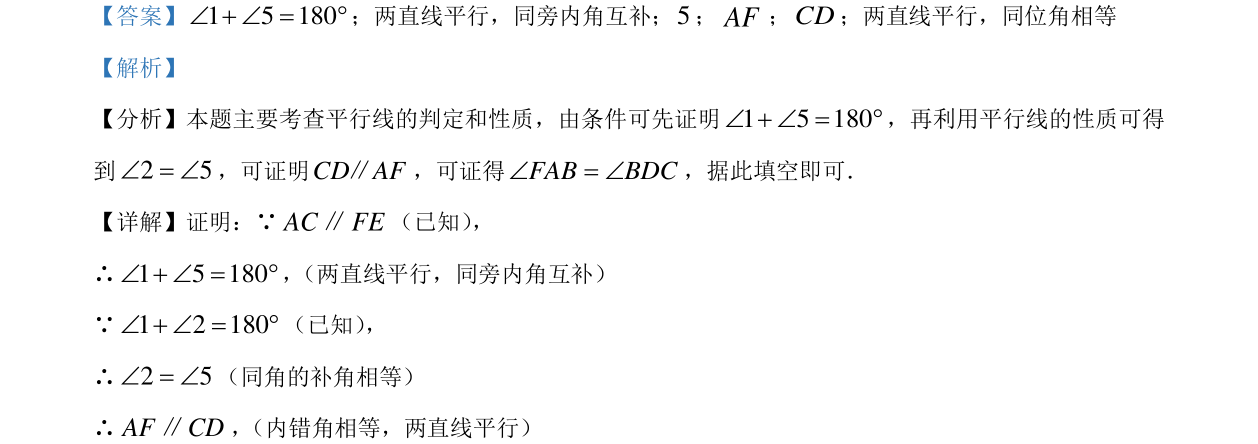 【答案】∠1+∠5=180°；两直线平行，同旁内角互补；5；AF；CD；两直线平行，同位角相等
【解析】
【分析】本题主要考查平行线的判定和性质，由条件可先证明∠1+∠5=180°，再利用平行线的性质可得
到∠2=∠5，可证明CD∥AF，可证得∠FAB=∠BDC，据此填空即可．
【详解】证明：∵AC∥FE（已知），
∴∠1+∠5=180°，（两直线平行，同旁内角互补）
∵∠1+∠2=180°（已知），
∴∠2=∠5（同角的补角相等）
∴AF∥CD，（内错角相等，两直线平行）